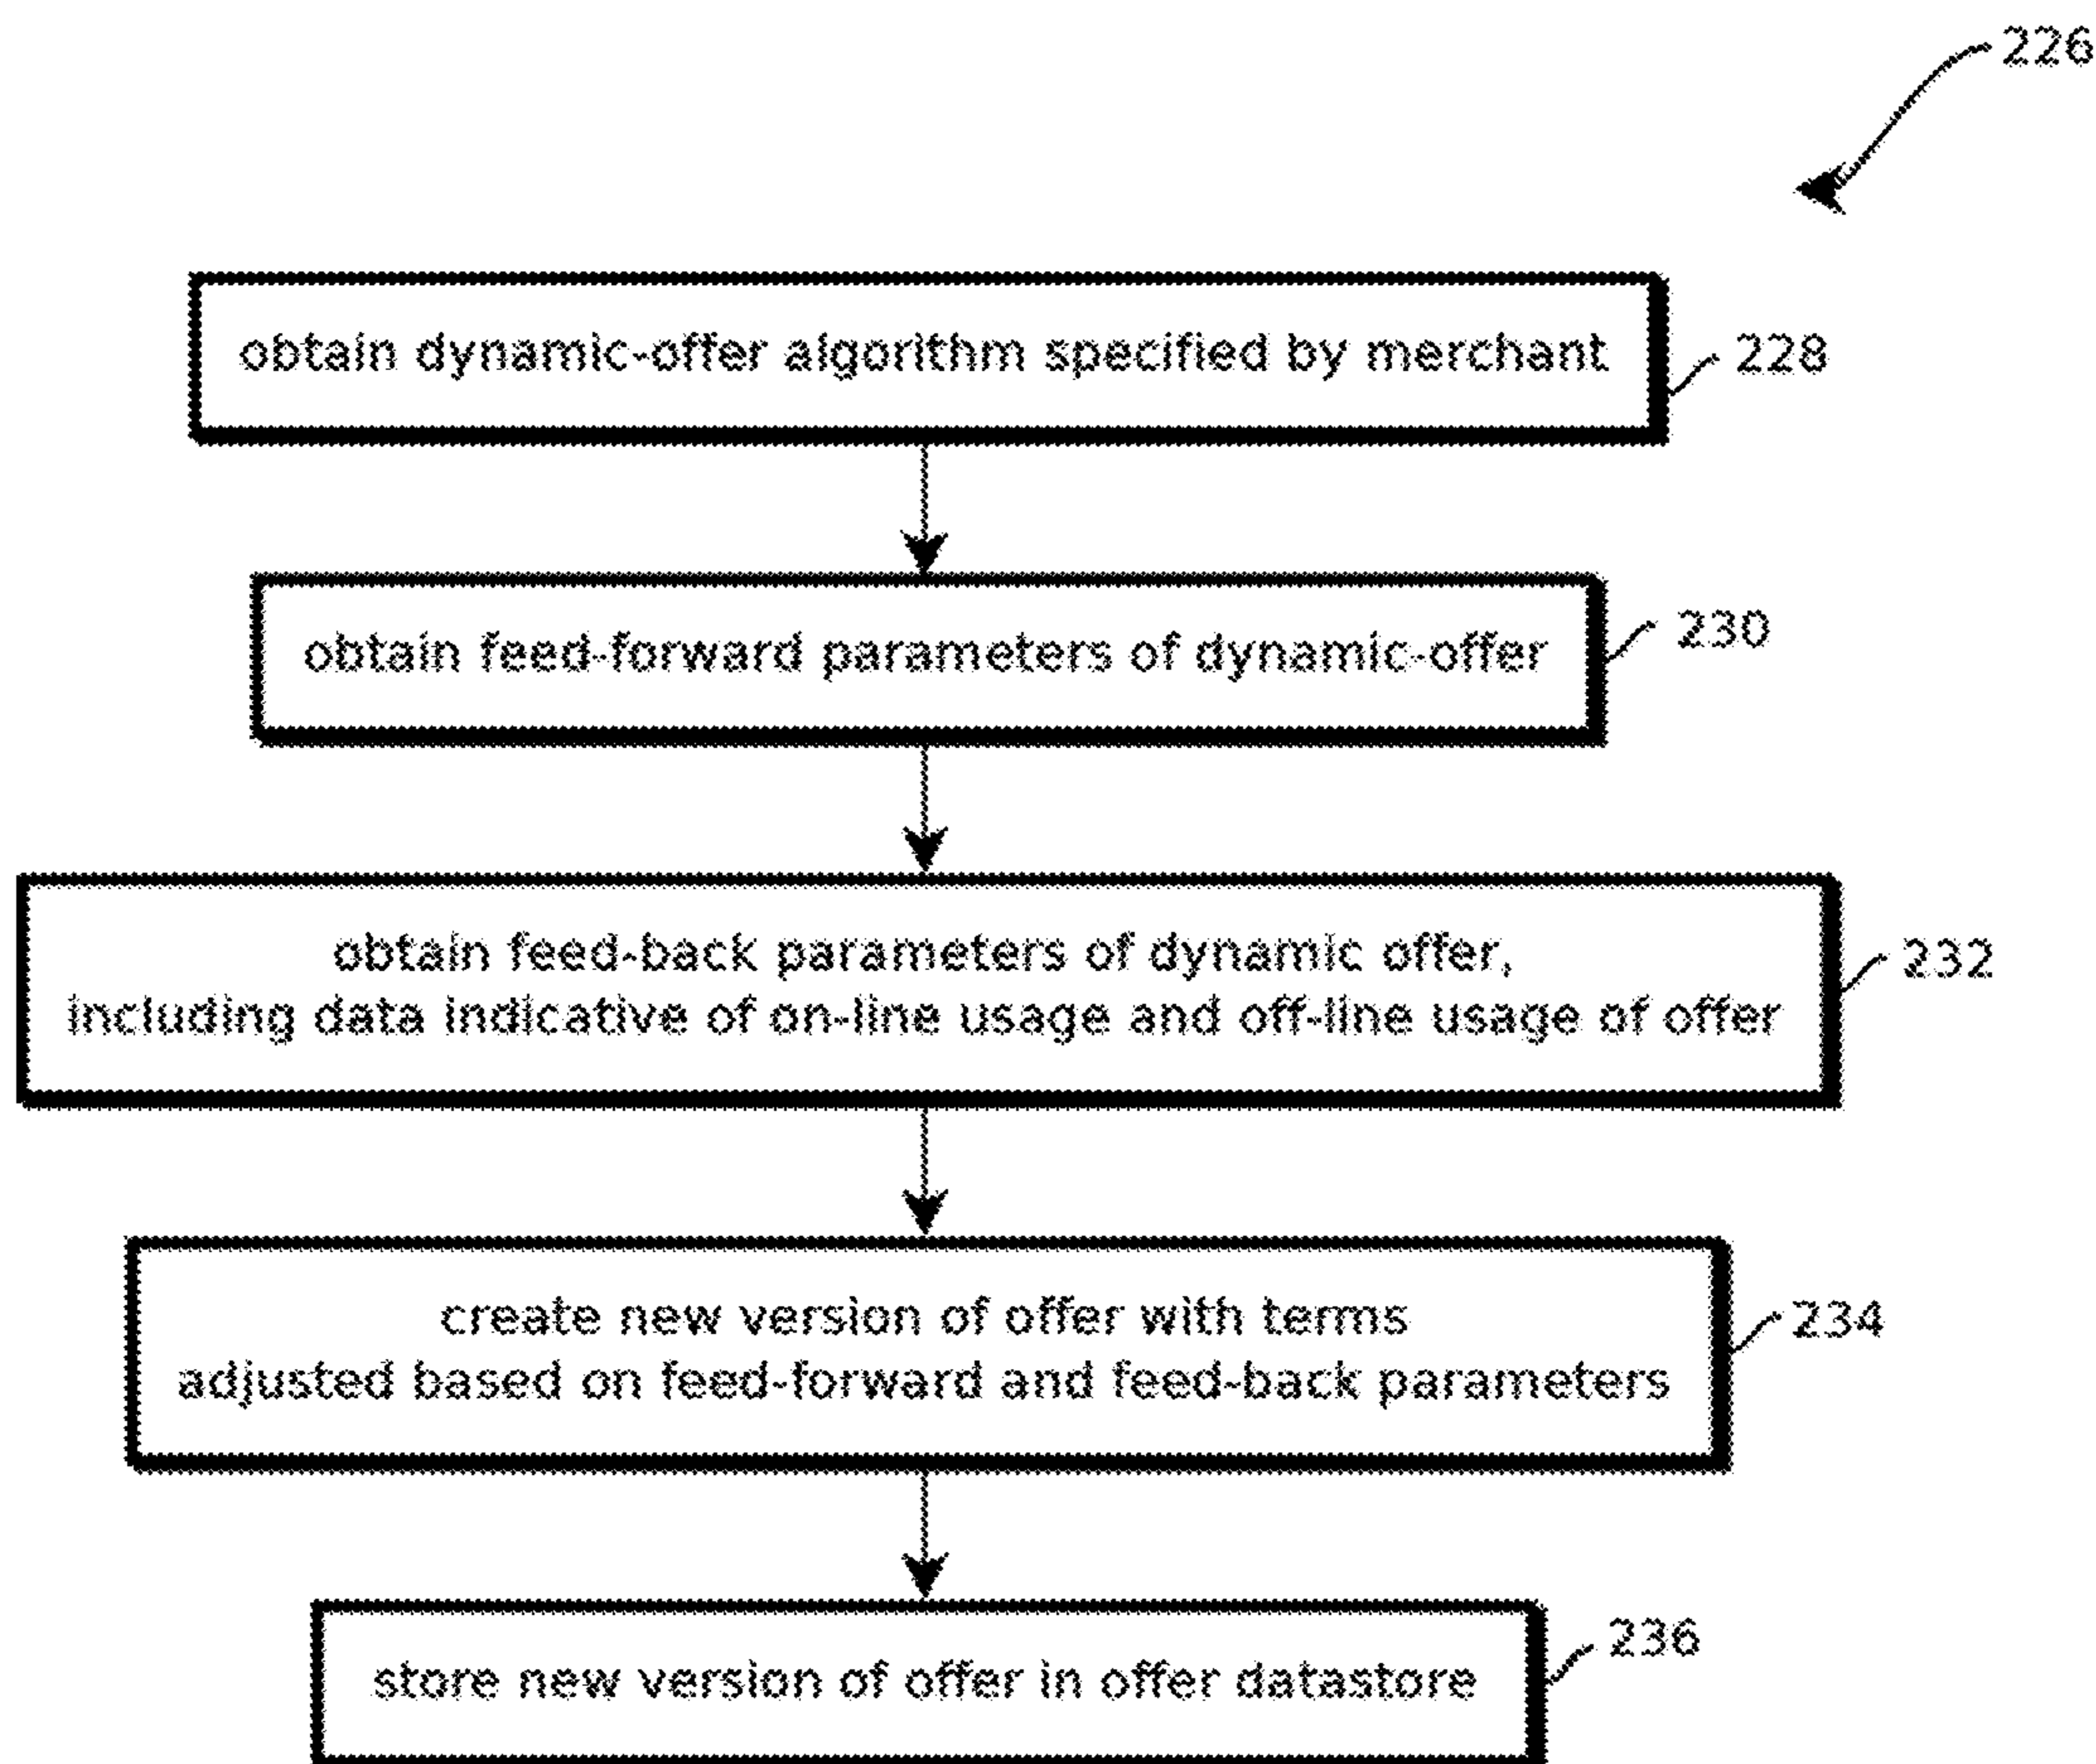 226
obtain dynamic-offer algorithm specified by merchant
228
obtain feed-forward parameters of dynamic-offer
230
obtain feed-back parameters of dynamic offer,
including data indicative of on-line usage and off-line usage of offer
232
create new version of offer with terms
adjusted based on feed-forward and feed-back parameters
234
store new version of offer in offer datastore
236